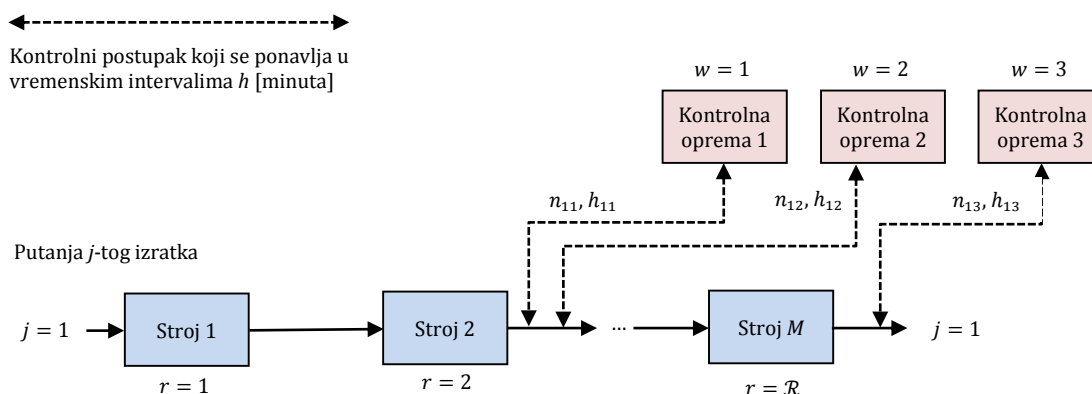 Kontrolni postupak koji se ponavlja u
vremenskim intervalima h [minuta]
w = 1
w = 2
w = 3
Kontrolna
oprema 1
Kontrolna
oprema 2
Kontrolna
oprema 3
n₁₁, h₁₁
n₁₂, h₁₂
n₁₃, h₁₃
Putanja j-tog izratka
j = 1
Stroj 1
Stroj 2
...
Stroj M
j = 1
r = 1
r = 2
r = ℛ